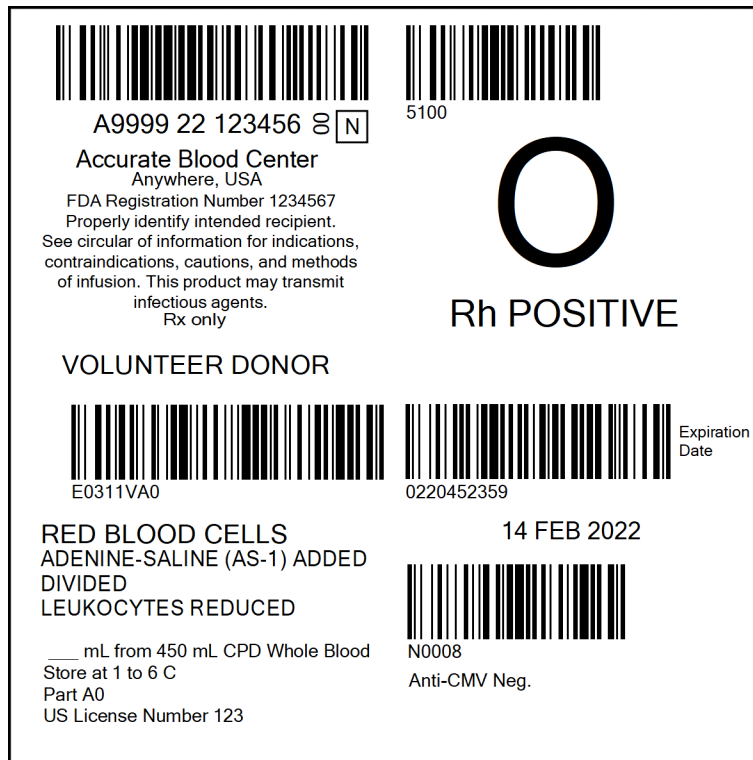 A9999 22 123456 00 N
Accurate Blood Center
Anywhere, USA
FDA Registration Number 1234567
Properly identify intended recipient.
See circular of information for indications,
contraindications, cautions, and methods
of infusion. This product may transmit
infectious agents.
Rx only
VOLUNTEER DONOR
5100
O
Rh POSITIVE
E0311VA0
RED BLOOD CELLS
ADENINE-SALINE (AS-1) ADDED
DIVIDED
LEUKOCYTES REDUCED
___ mL from 450 mL CPD Whole Blood
Store at 1 to 6 C
Part A0
US License Number 123
Expiration
Date
0220452359
14 FEB 2022
N0008
Anti-CMV Neg.